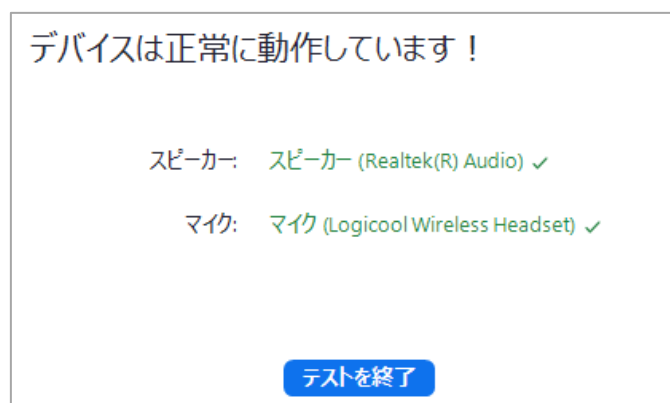 デバイスは正常に動作しています！
スピーカー: スピーカー (Realtek(R) Audio) ✓
マイク: マイク (Logicool Wireless Headset) ✓
テストを終了